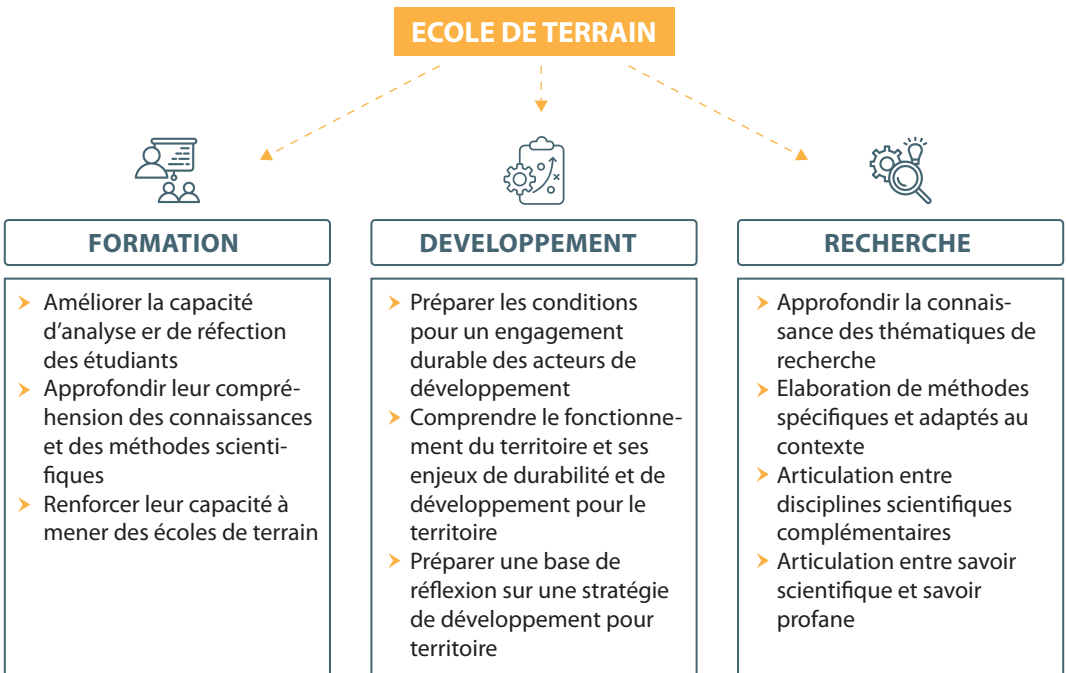 ECOLE DE TERRAIN
FORMATION
Améliorer la capacité
d'analyse er de réfection
des étudiants
Approfondir leur compré-
hension des connaissances
et des méthodes scienti-
fiques
Renforcer leur capacité à
mener des écoles de terrain
DEVELOPPEMENT
Préparer les conditions
pour un engagement
durable des acteurs de
développement
Comprendre le fonctionne-
ment du territoire et ses
enjeux de durabilité et de
développement pour le
territoire
Préparer une base de
réflexion sur une stratégie
de développement pour
territoire
RECHERCHE
Approfondir la connais-
sance des thématiques de
recherche
Elaboration de méthodes
spécifiques et adaptés au
contexte
Articulation entre
disciplines scientifiques
complémentaires
Articulation entre savoir
scientifique et savoir
profane